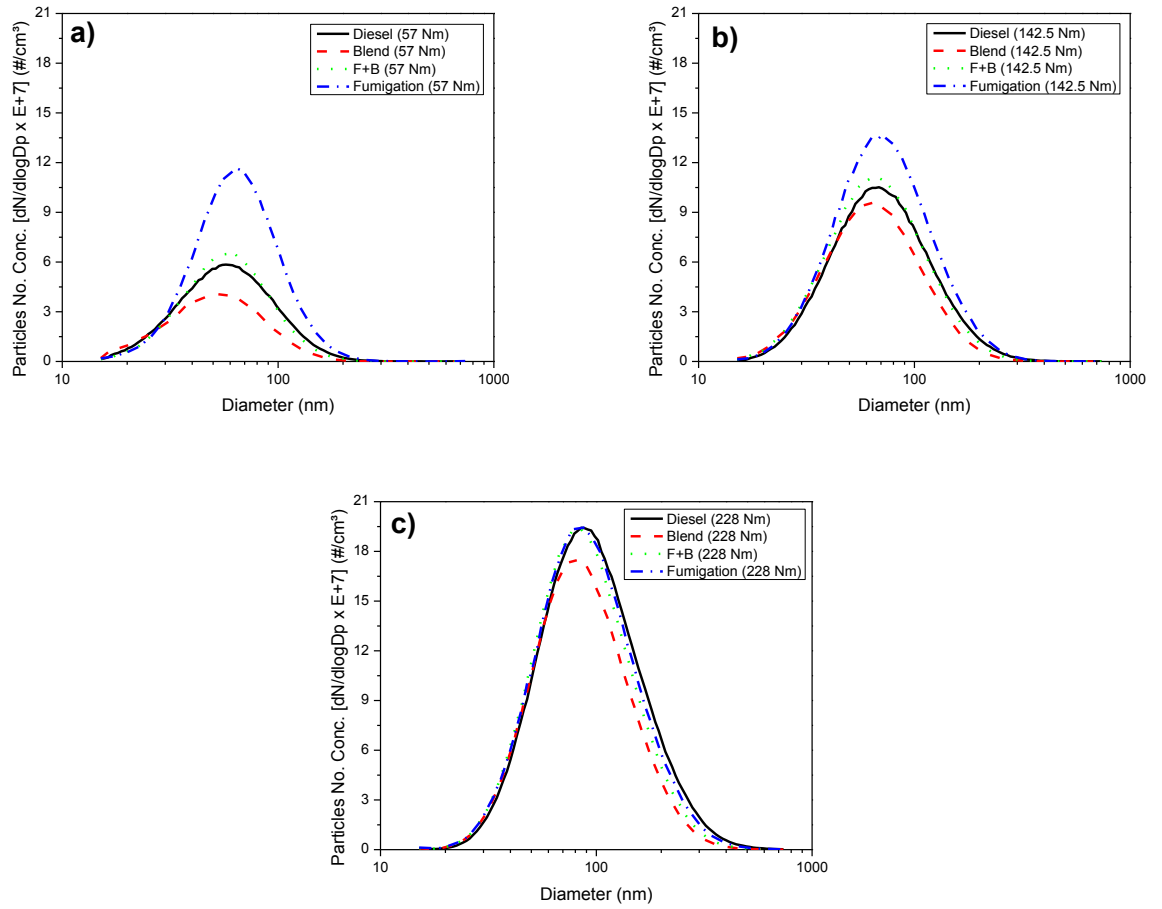 a)
Diesel (57 Nm)
Blend (57 Nm)
F+B (57 Nm)
Fumigation (57 Nm)
21
18
15
12
9
6
3
0
Particles No. Conc. [dN/dlogDp x E+7] (#/cm³)
10
100
1000
Diameter (nm)
b)
Diesel (142.5 Nm)
Blend (142.5 Nm)
F+B (142.5 Nm)
Fumigation (142.5 Nm)
21
18
15
12
9
6
3
0
Particles No. Conc. [dN/dlogDp x E+7] (#/cm³)
10
100
1000
Diameter (nm)
c)
Diesel (228 Nm)
Blend (228 Nm)
F+B (228 Nm)
Fumigation (228 Nm)
21
18
15
12
9
6
3
0
Particles No. Conc. [dN/dlogDp x E+7] (#/cm³)
10
100
1000
Diameter (nm)